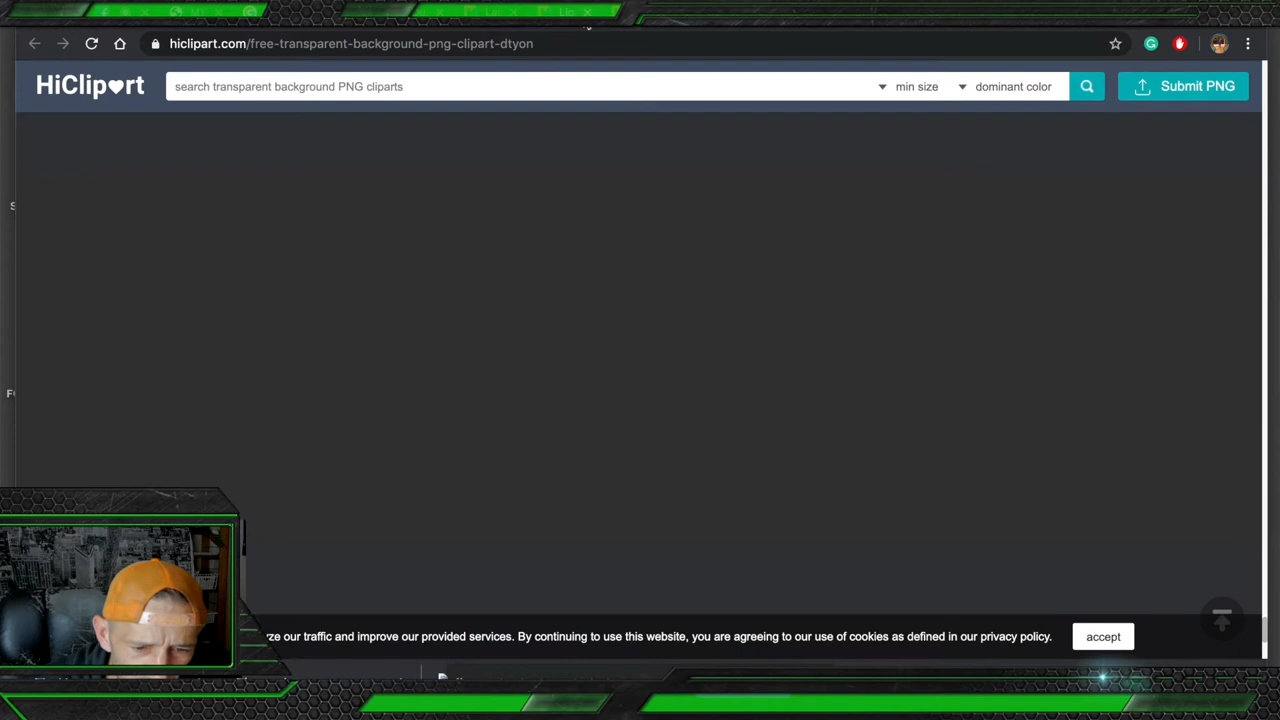 hiclipart.com/free-transparent-background-png-clipart-dtyon
HiClipart
search transparent background PNG cliparts
min size
dominant color
Submit PNG
ze our traffic and improve our provided services. By continuing to use this website, you are agreeing to our use of cookies as defined in our privacy policy.
accept